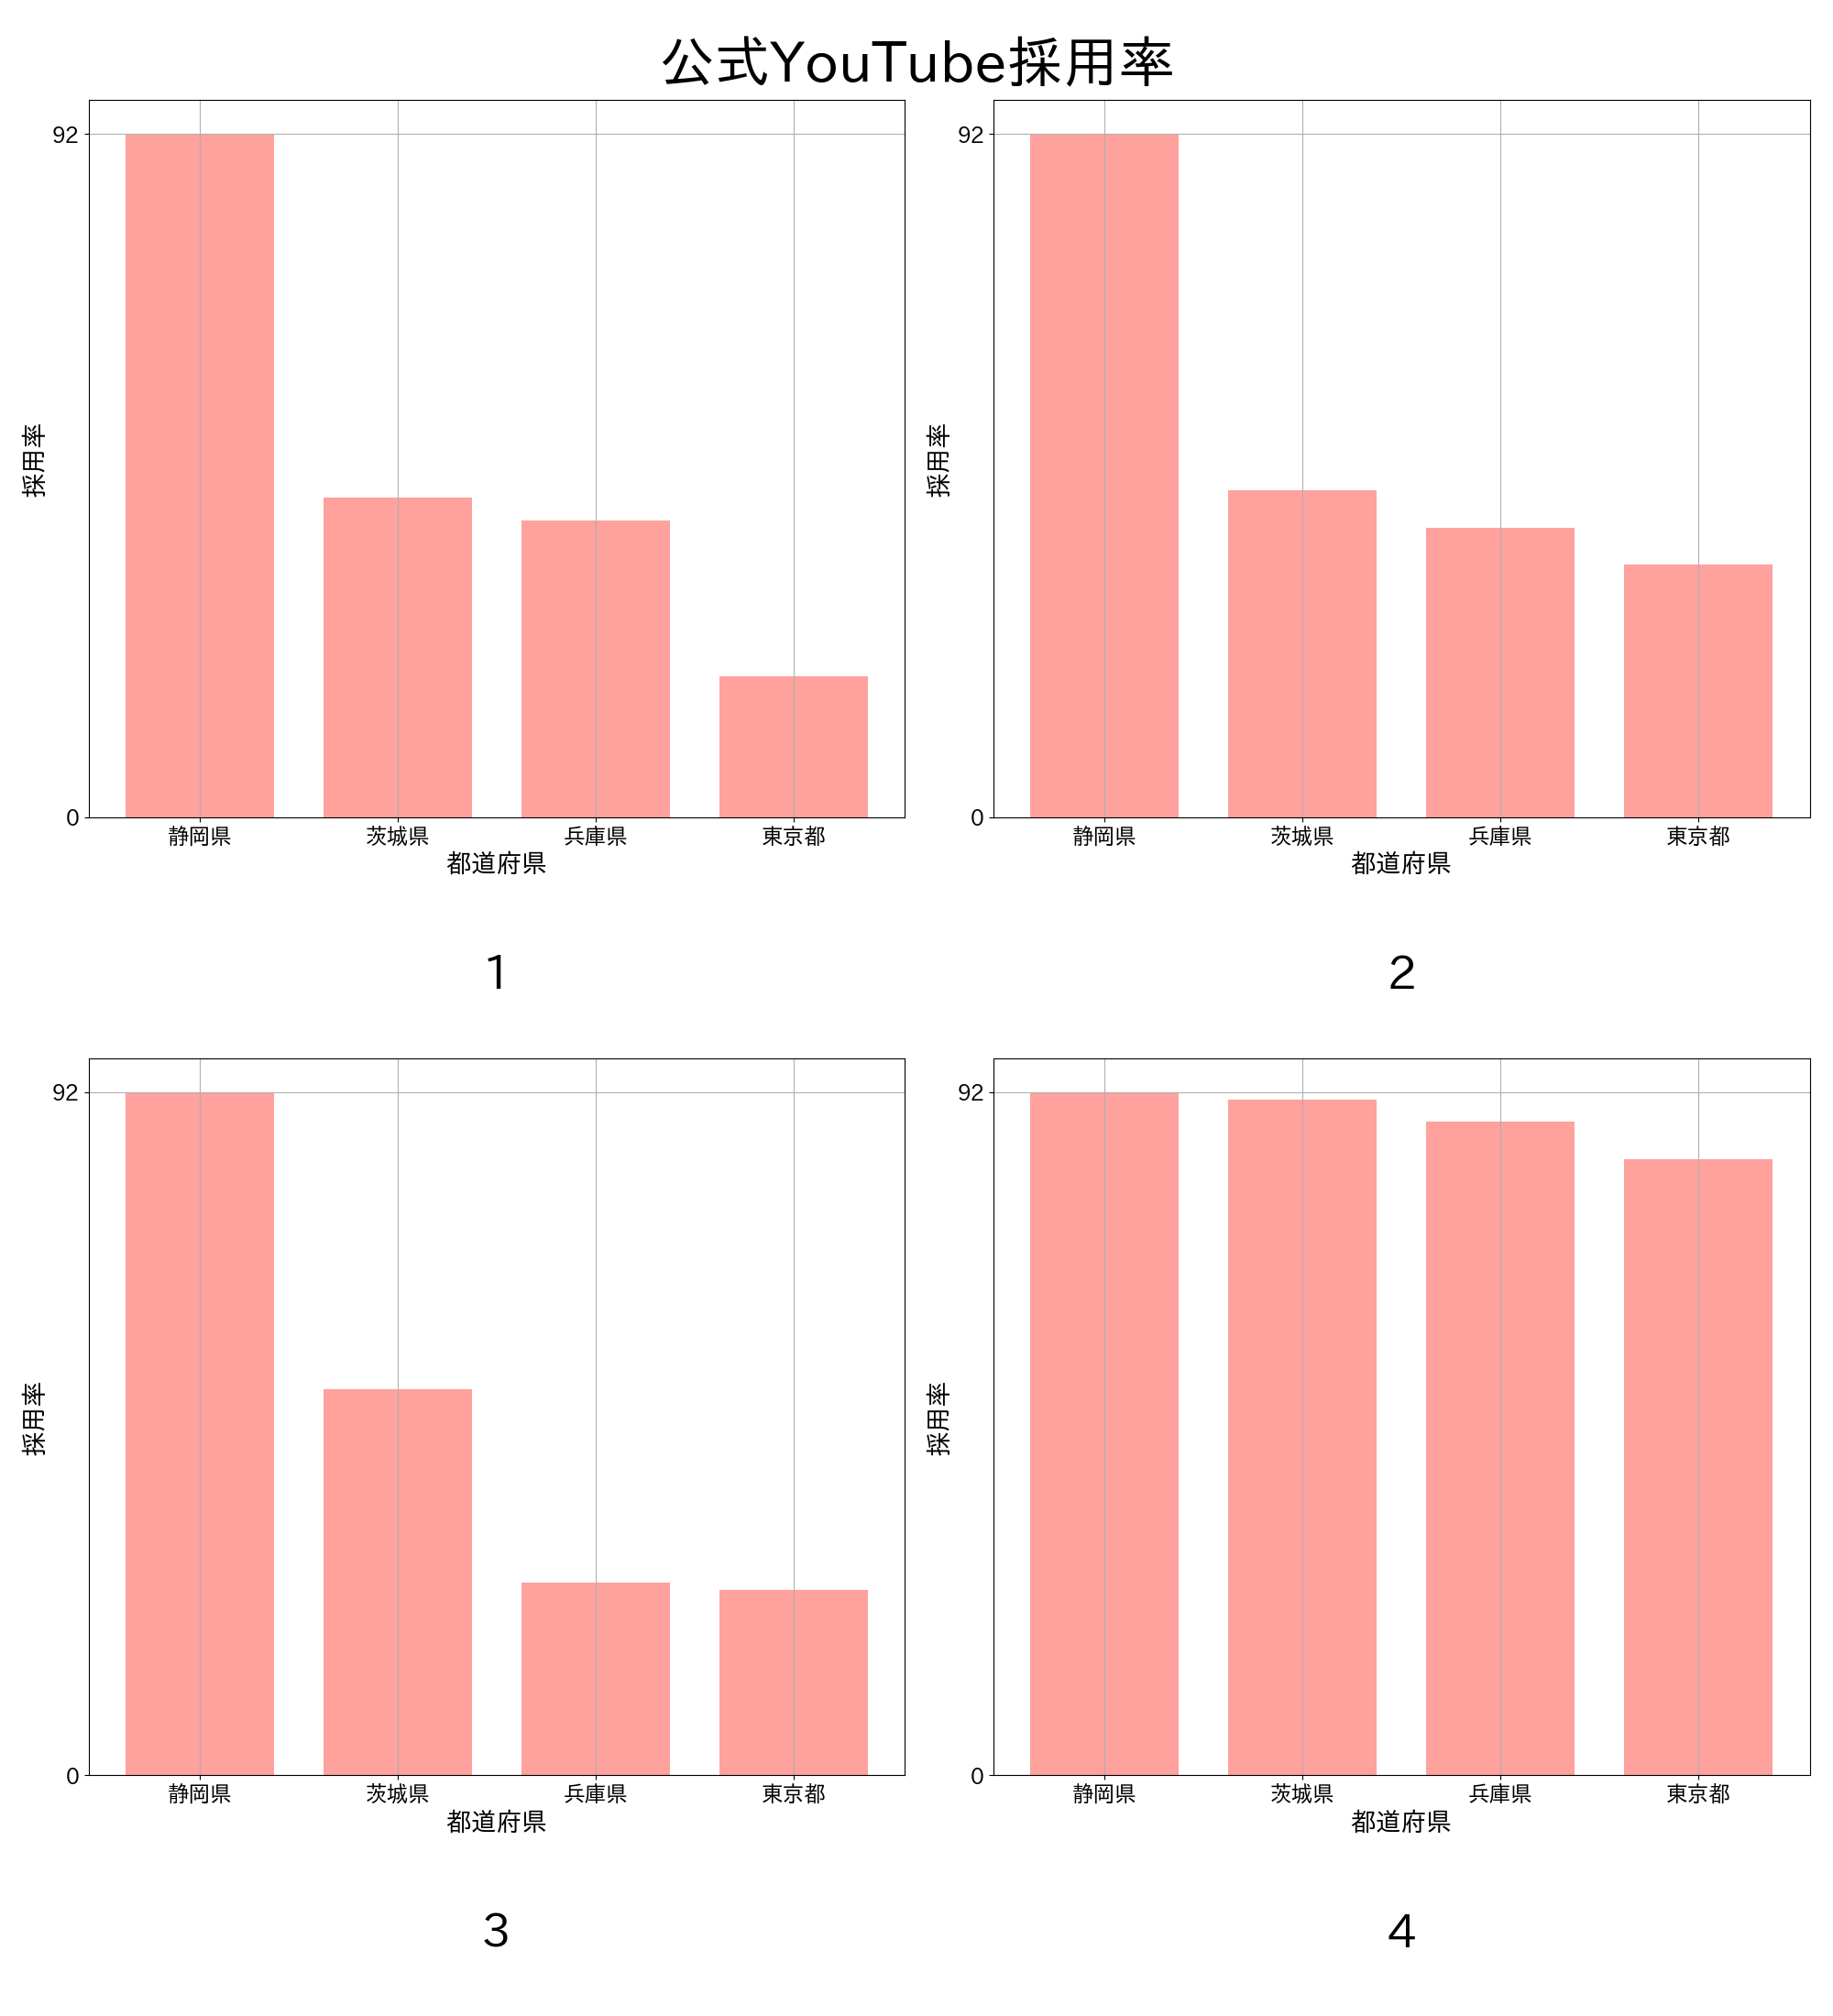 公式YouTube採用率
92
採用率
0
静岡県 茨城県 兵庫県 東京都
都道府県
1
92
採用率
0
静岡県 茨城県 兵庫県 東京都
都道府県
2
92
採用率
0
静岡県 茨城県 兵庫県 東京都
都道府県
3
92
採用率
0
静岡県 茨城県 兵庫県 東京都
都道府県
4